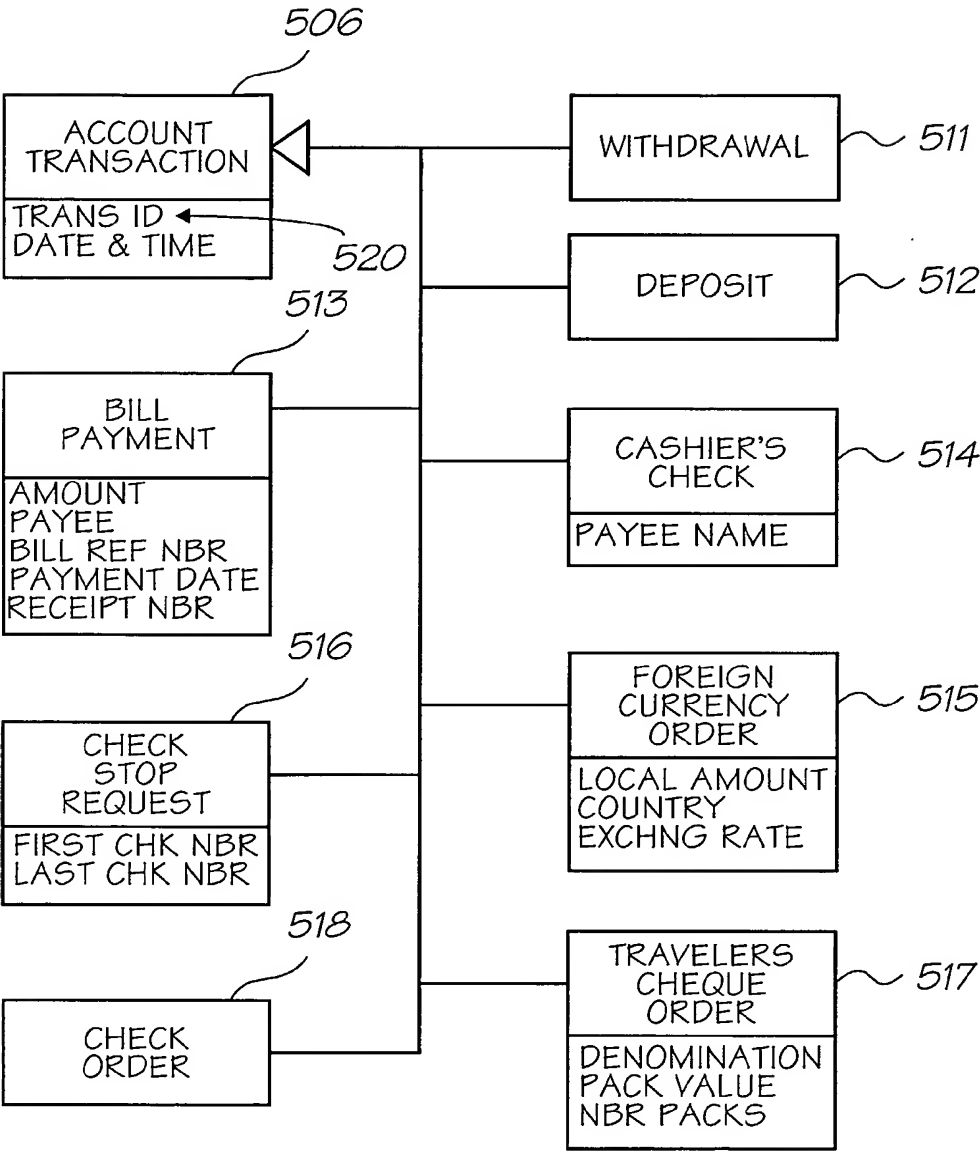 506
ACCOUNT
TRANSACTION
TRANS ID
DATE & TIME
520
WITHDRAWAL
511
DEPOSIT
512
513
BILL
PAYMENT
AMOUNT
PAYEE
BILL REF NBR
PAYMENT DATE
RECEIPT NBR
CASHIER'S
CHECK
PAYEE NAME
514
516
CHECK
STOP
REQUEST
FIRST CHK NBR
LAST CHK NBR
FOREIGN
CURRENCY
ORDER
LOCAL AMOUNT
COUNTRY
EXCHNG RATE
515
518
CHECK
ORDER
TRAVELERS
CHEQUE
ORDER
DENOMINATION
PACK VALUE
NBR PACKS
517